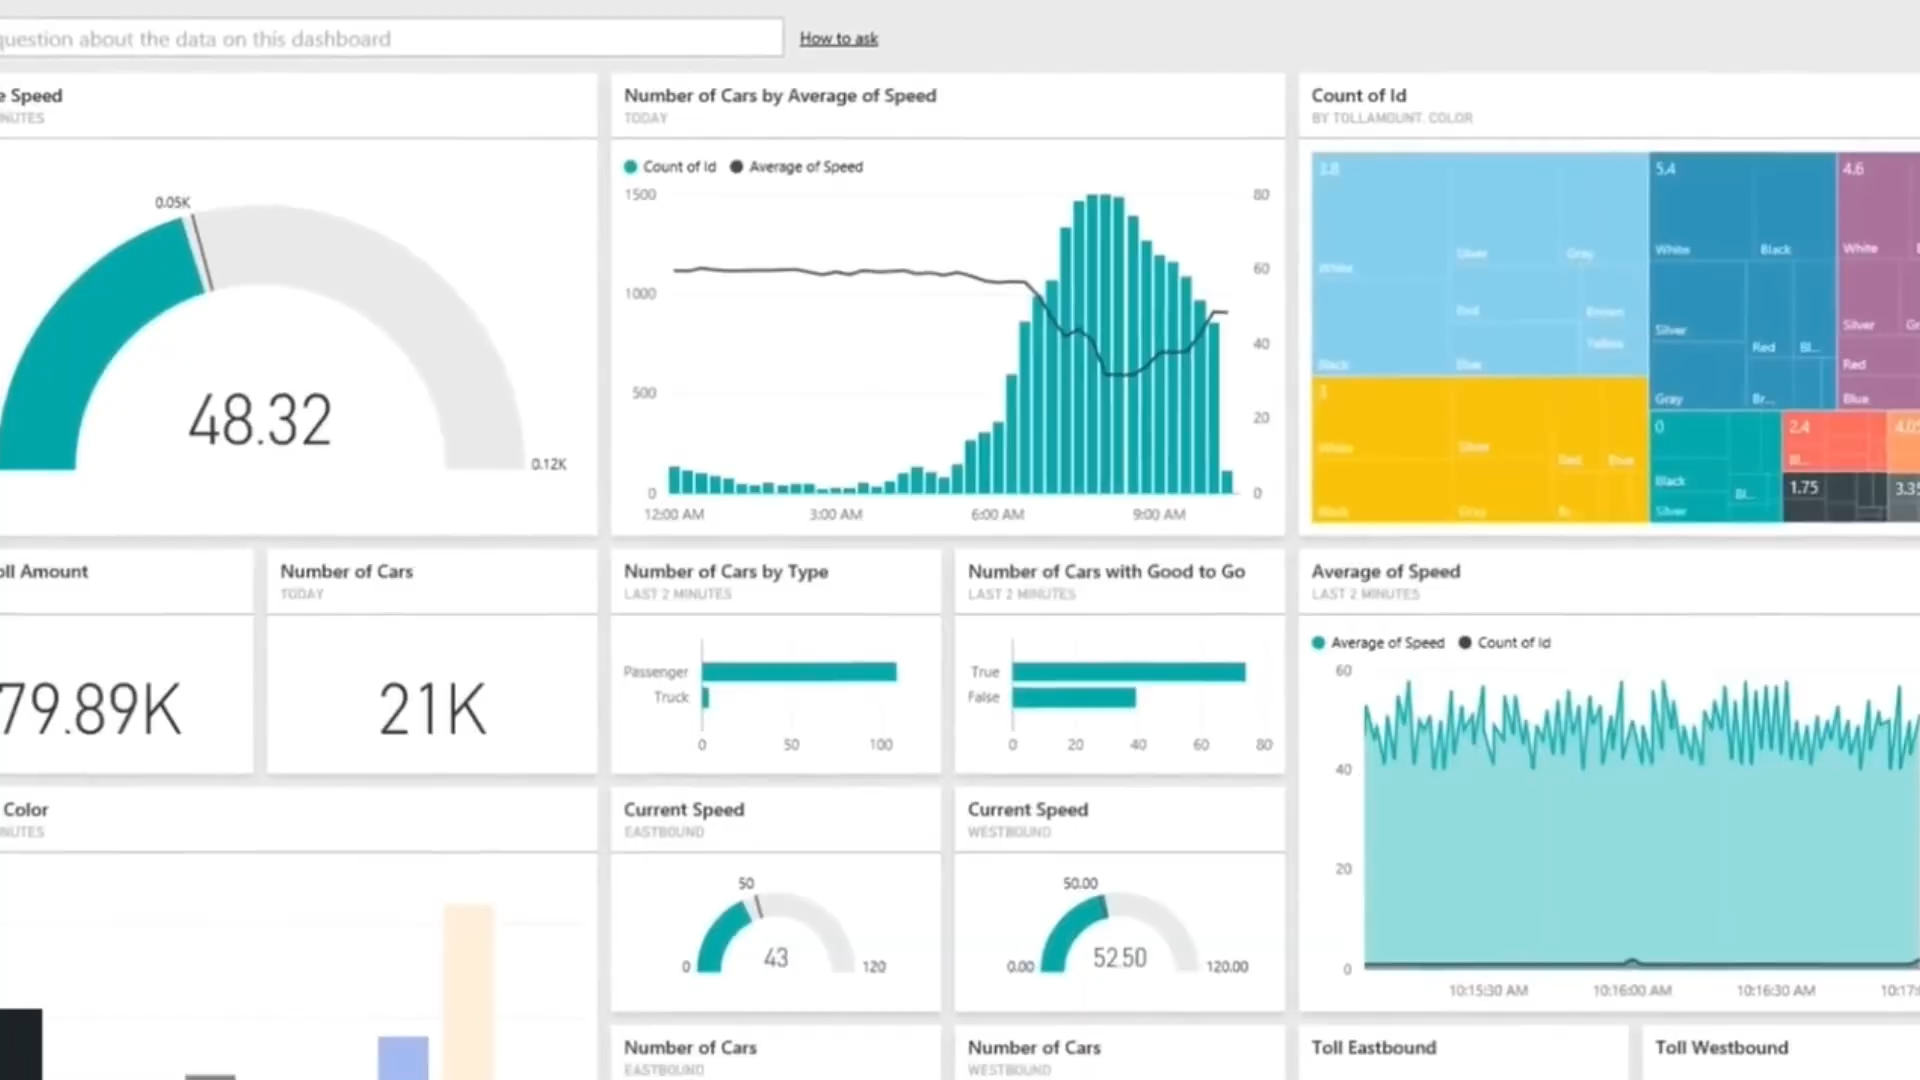 question about the data on this dashboard
How to ask
e Speed
NUTES
0.05K
48.32
0.12K
Number of Cars by Average of Speed
TODAY
Count of Id
Average of Speed
1500
1000
500
0
80
60
40
20
0
12:00 AM
3:00 AM
6:00 AM
9:00 AM
Count of Id
BY TOLLAMOUNT, COLOR
3.8
White
Black
Silver
Gray
Red
Brown
Yellow
Blue
5.4
White
Black
Silver
Red
Bl...
Gray
Br...
4.6
White
Silver
Gr
Red
Blue
3
White
Silver
Red
Blue
Black
Gray
Br...
0
Black
Bl...
Silver
2.4
Bl...
4.05
1.75
3.35
oll Amount
79.89K
Number of Cars
TODAY
21K
Number of Cars by Type
LAST 2 MINUTES
Passenger
Truck
0 50 100
Number of Cars with Good to Go
LAST 2 MINUTES
True
False
0 20 40 60 80
Average of Speed
LAST 2 MINUTES
Average of Speed
Count of Id
60
40
20
0
10:15:30 AM
10:16:00 AM
10:16:30 AM
10:17:0
Color
NUTES
Current Speed
EASTBOUND
50
43
0
120
Current Speed
WESTBOUND
50.00
52.50
0.00
120.00
Number of Cars
EASTBOUND
Number of Cars
WESTBOUND
Toll Eastbound
Toll Westbound